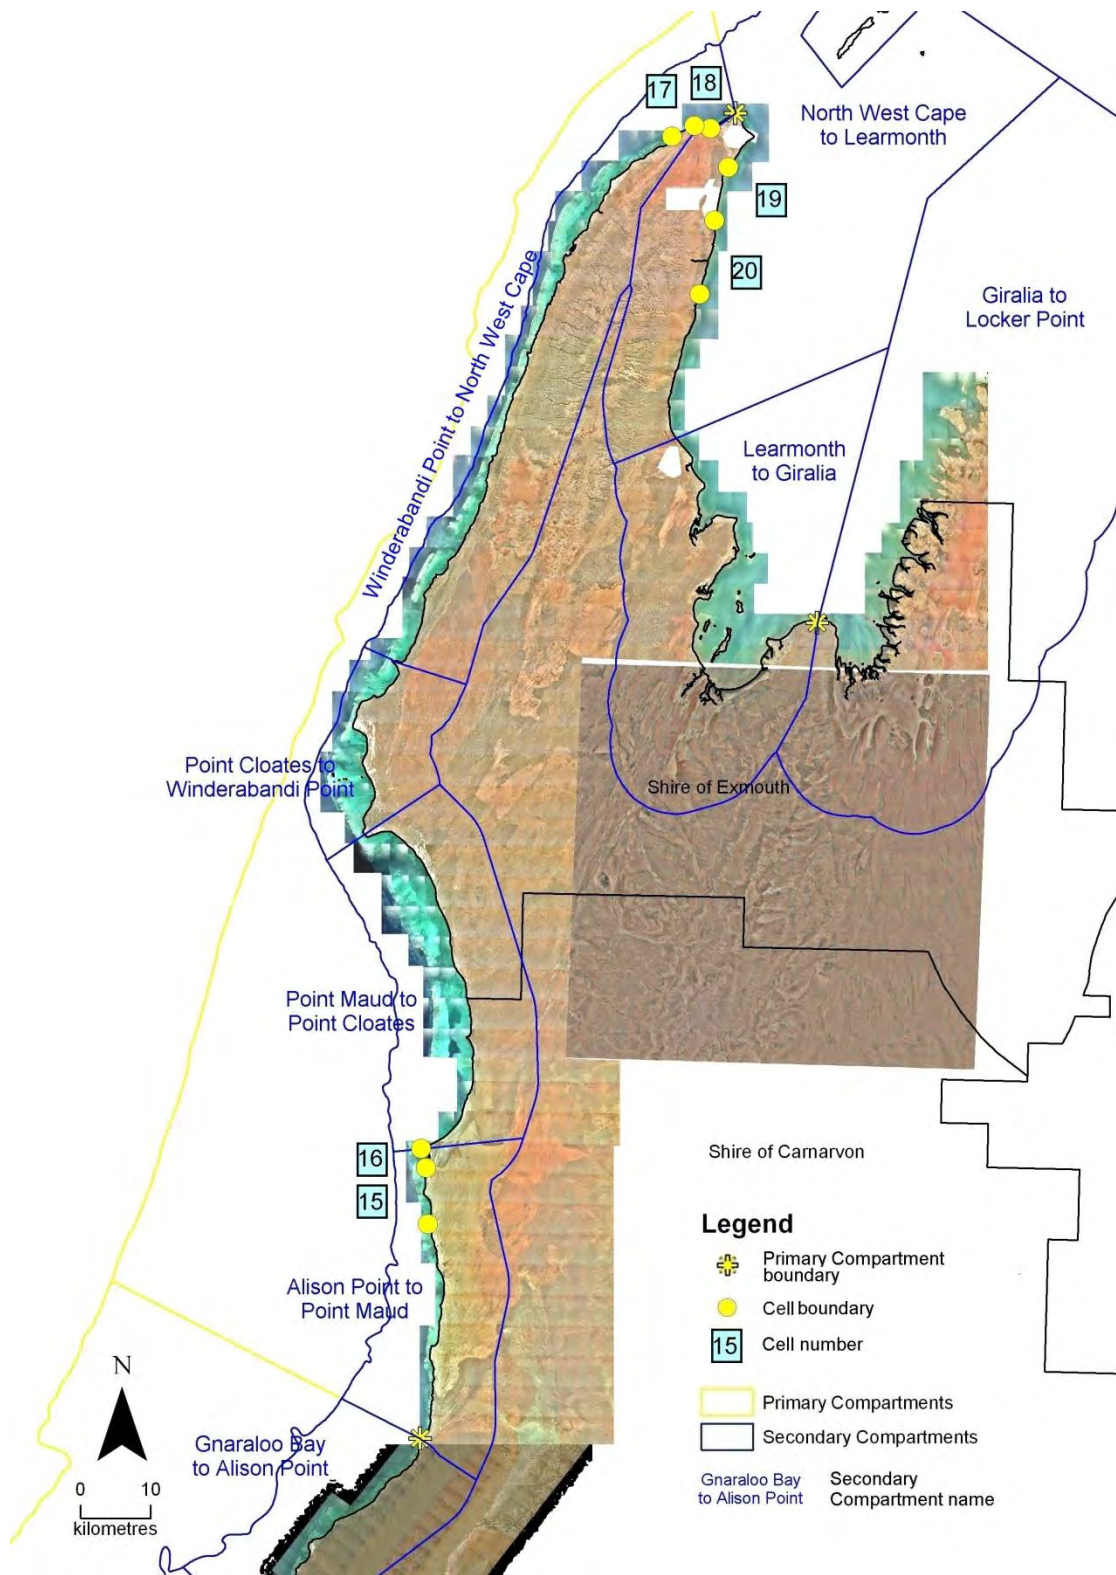 17
18
North West Cape
to Learmonth
19
20
Giralia to
Locker Point
Winderabandi Point to North West Cape
Learmonth
to Giralia
Point Cloates to
Winderabandi Point
Shire of Exmouth
Point Maud to
Point Cloates
16
15
Shire of Carnarvon
Alison Point to
Point Maud
Legend
Primary Compartment
boundary
Cell boundary
15
Cell number
Primary Compartments
Secondary Compartments
Gnaraloo Bay
to Alison Point
Secondary
Compartment name
N
Gnaraloo Bay
to Alison Point
0 10
kilometres